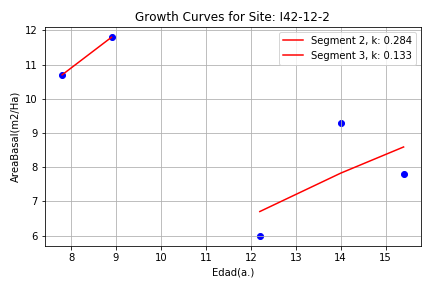 Growth Curves for Site: I42-12-2
Segment 2, k: 0.284
Segment 3, k: 0.133
AreaBasal(m2/Ha)
12
11
10
9
8
7
6
8 9 10 11 12 13 14 15
Edad(a.)